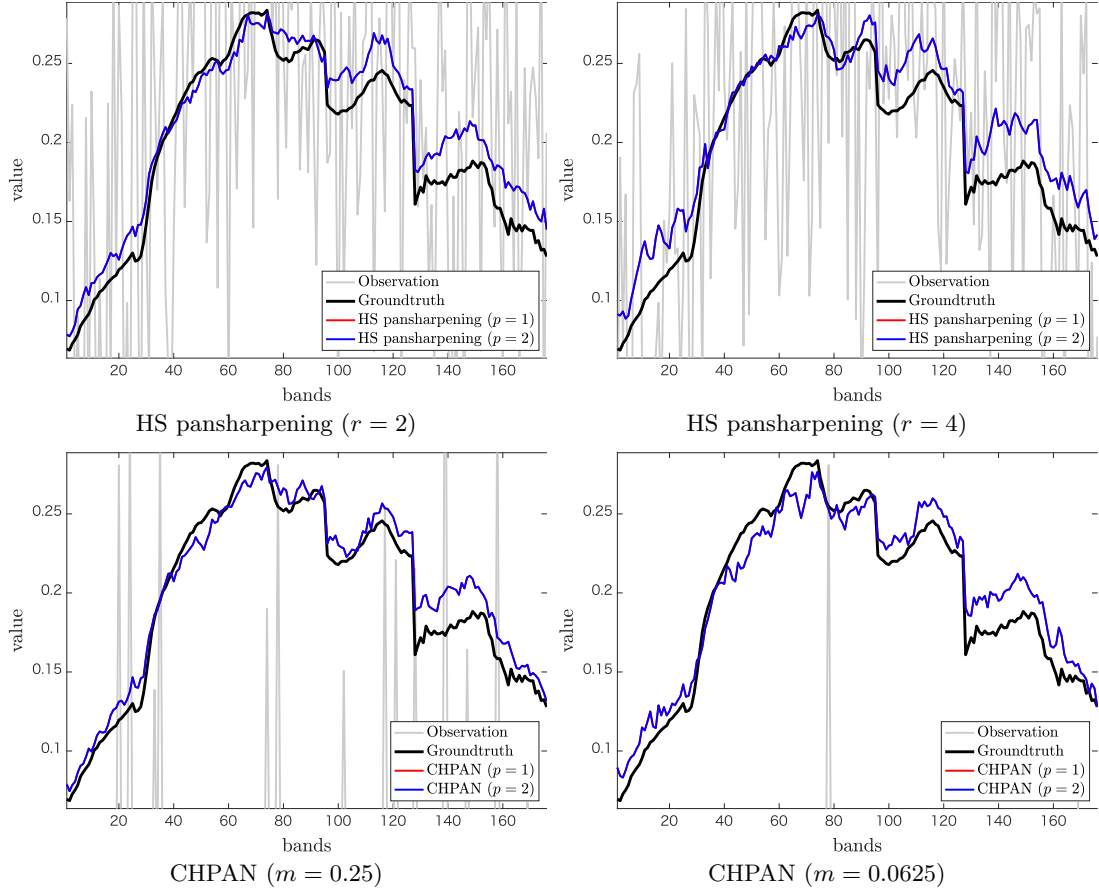 0.25
0.2
0.15
0.1
value
20 40 60 80 100 120 140 160
bands
Observation
Groundtruth
HS pansharpening (p = 1)
HS pansharpening (p = 2)
HS pansharpening (r = 2)
0.25
0.2
0.15
0.1
value
20 40 60 80 100 120 140 160
bands
Observation
Groundtruth
HS pansharpening (p = 1)
HS pansharpening (p = 2)
HS pansharpening (r = 4)
0.25
0.2
0.15
0.1
value
20 40 60 80 100 120 140 160
bands
Observation
Groundtruth
CHPAN (p = 1)
CHPAN (p = 2)
CHPAN (m = 0.25)
0.25
0.2
0.15
0.1
value
20 40 60 80 100 120 140 160
bands
Observation
Groundtruth
CHPAN (p = 1)
CHPAN (p = 2)
CHPAN (m = 0.0625)